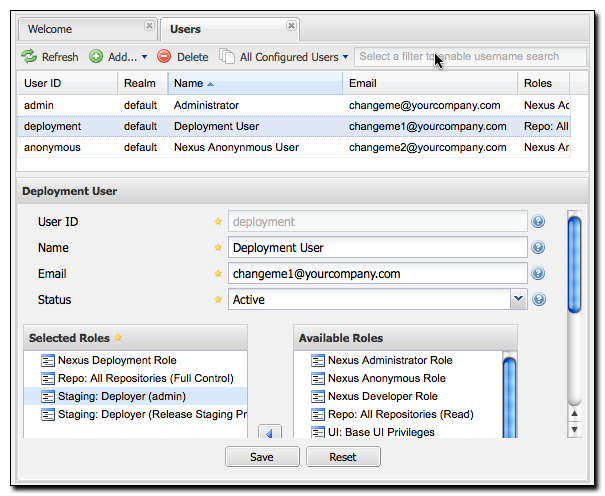 Welcome Users
Refresh Add... Delete All Configured Users Select a filter to enable username search
User ID Realm Name Email Roles
admin default Administrator changeme@yourcompany.com Nexus Ad
deployment default Deployment User changeme1@yourcompany.com Repo: All
anonymous default Nexus Anonynmous User changeme2@yourcompany.com Nexus An
Deployment User
User ID deployment
Name Deployment User
Email changeme1@yourcompany.com
Status Active
Selected Roles Available Roles
Nexus Deployment Role Nexus Administrator Role
Repo: All Repositories (Full Control) Nexus Anonymous Role
Staging: Deployer (admin) Nexus Developer Role
Staging: Deployer (Release Staging Pr Repo: All Repositories (Read)
UI: Base UI Privileges
Save Reset